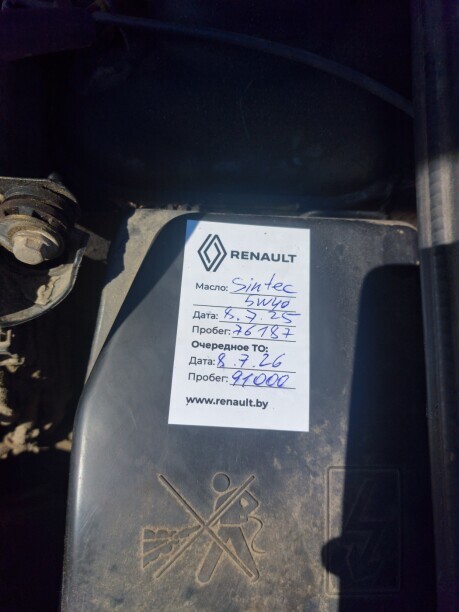 RENAULT
Масло: Sintec
5W40
Дата: 8.7.25
Пробег: 76187
Очередное ТО:
Дата: 8.7.26
Пробег: 91000
www.renault.by